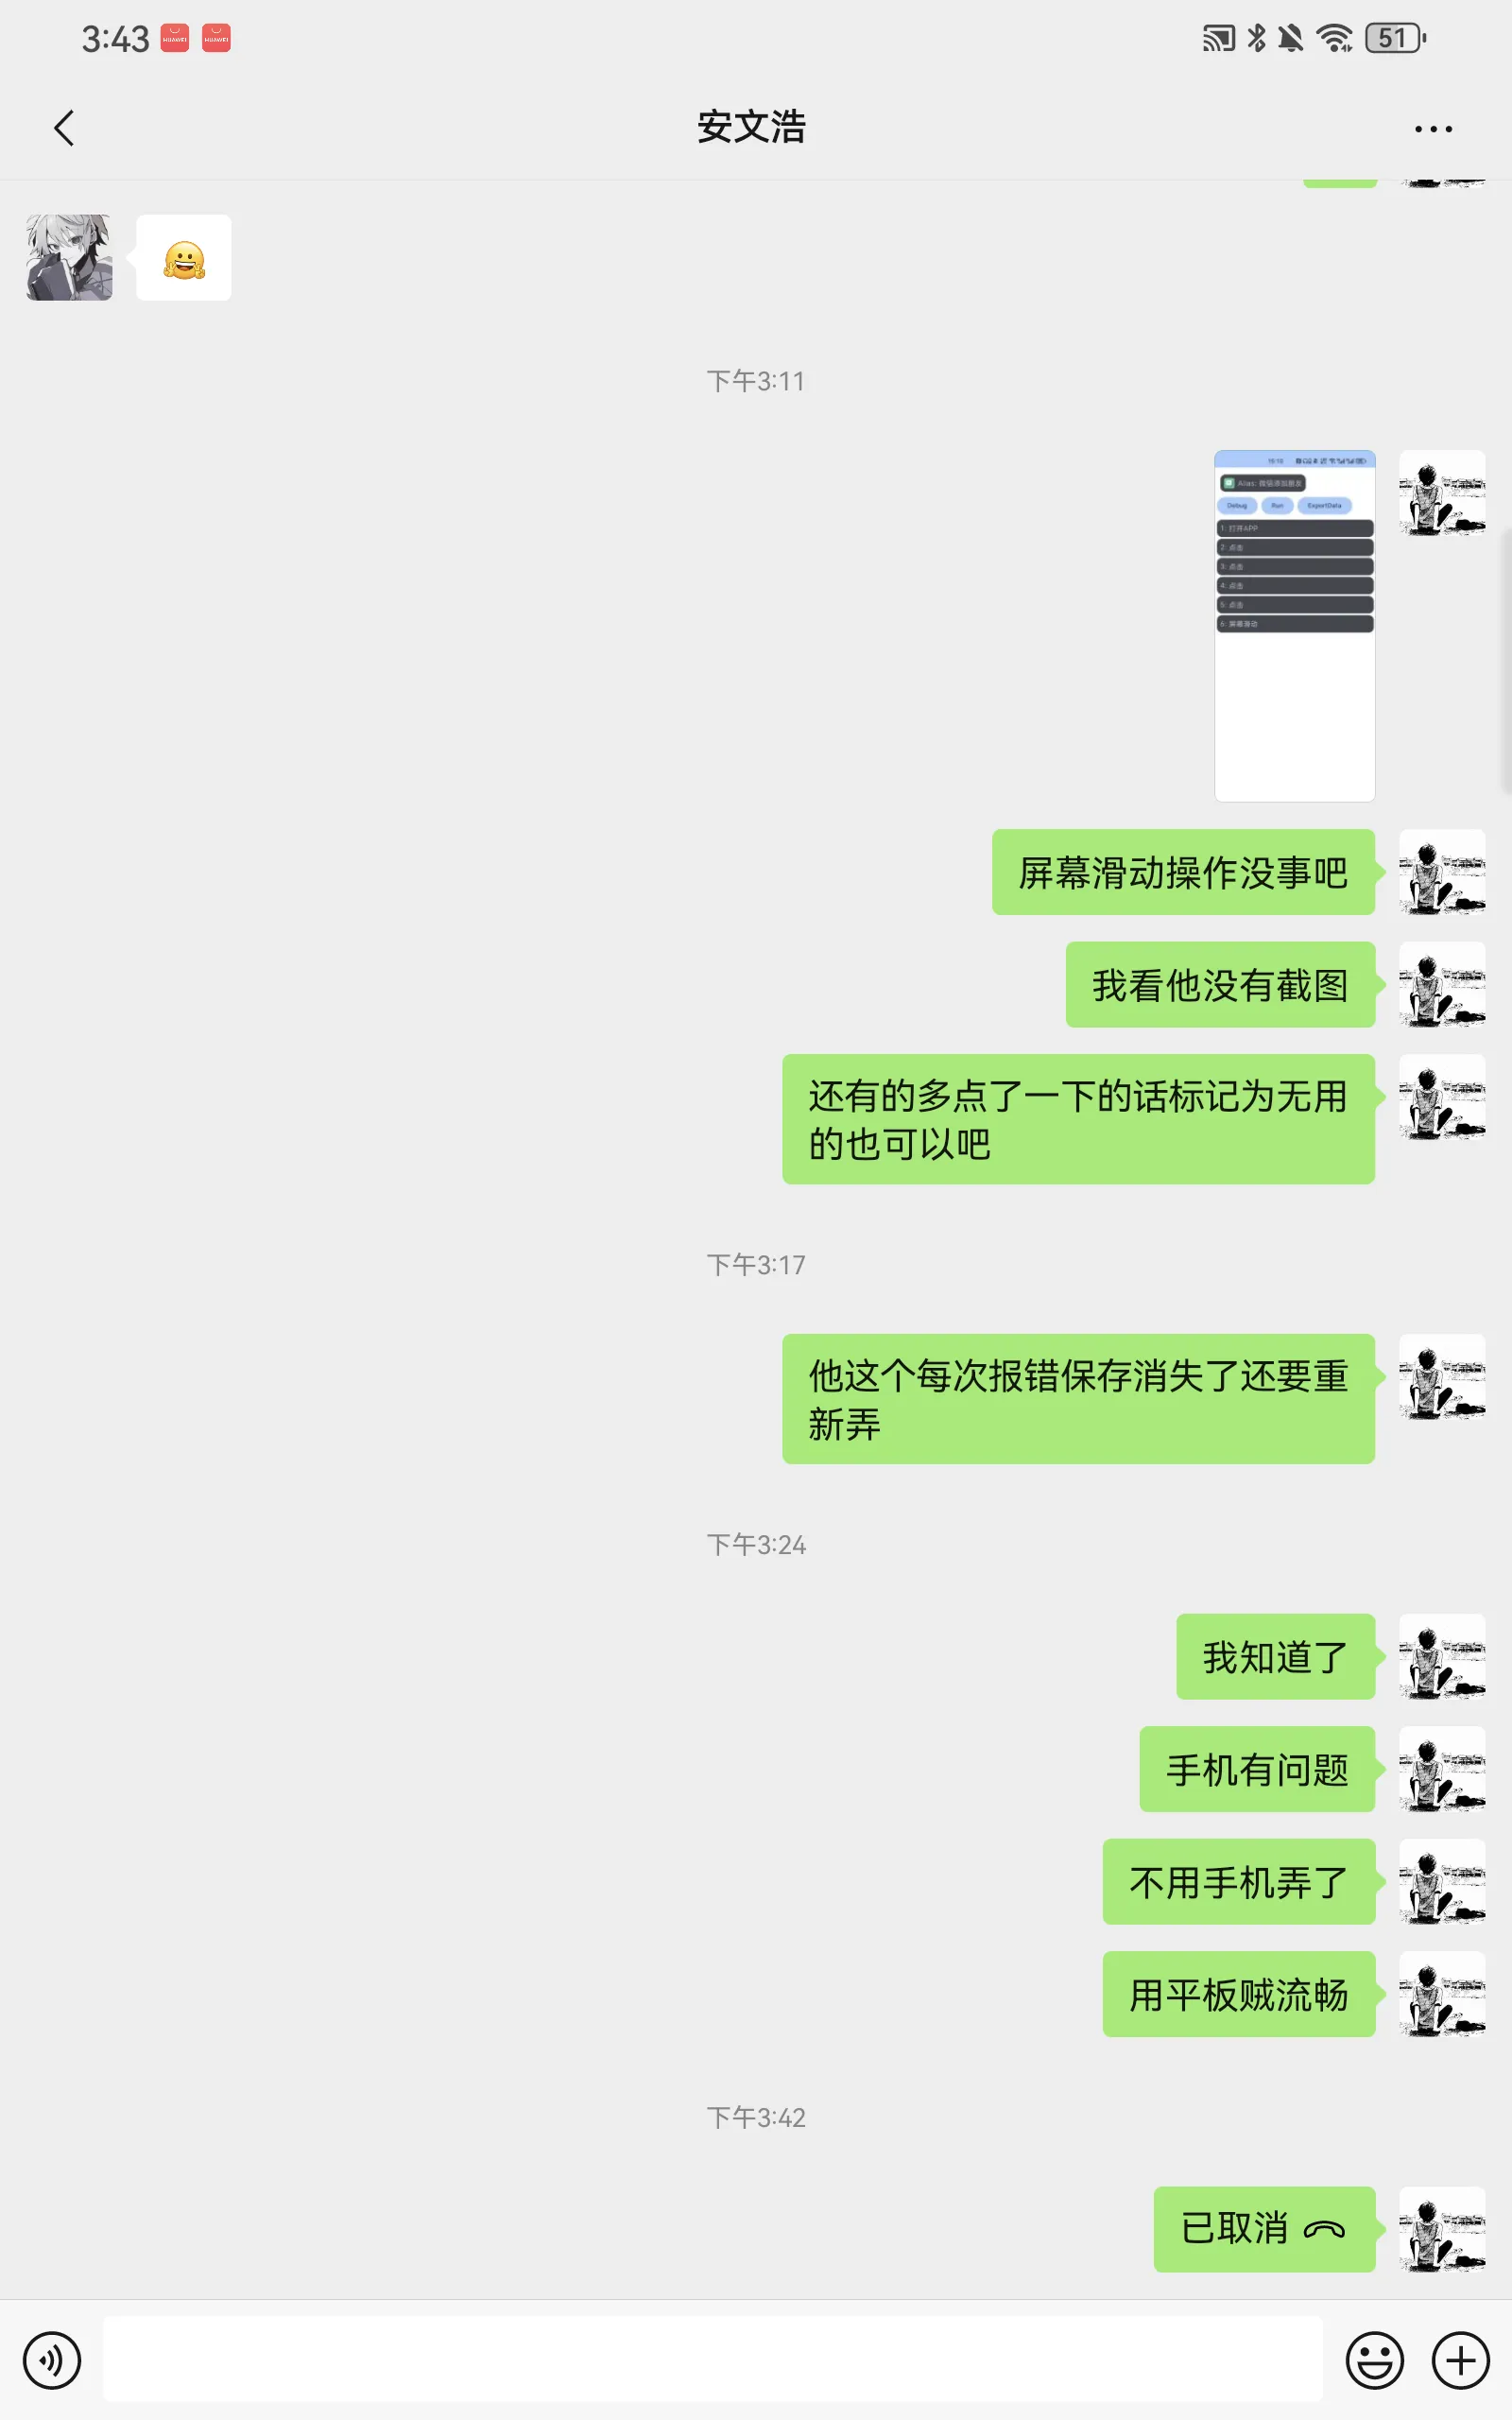 3:43
HUAWEI
HUAWEI
51
安文浩
下午3:11
Debug
Run
ExportData
1: 打开APP
2: 点击
3: 点击
4: 点击
5: 点击
6: 屏幕滑动
屏幕滑动操作没事吧
我看他没有截图
还有的多点了一下的话标记为无用
的也可以吧
下午3:17
他这个每次报错保存消失了还要重
新弄
下午3:24
我知道了
手机有问题
不用手机弄了
用平板贼流畅
下午3:42
已取消